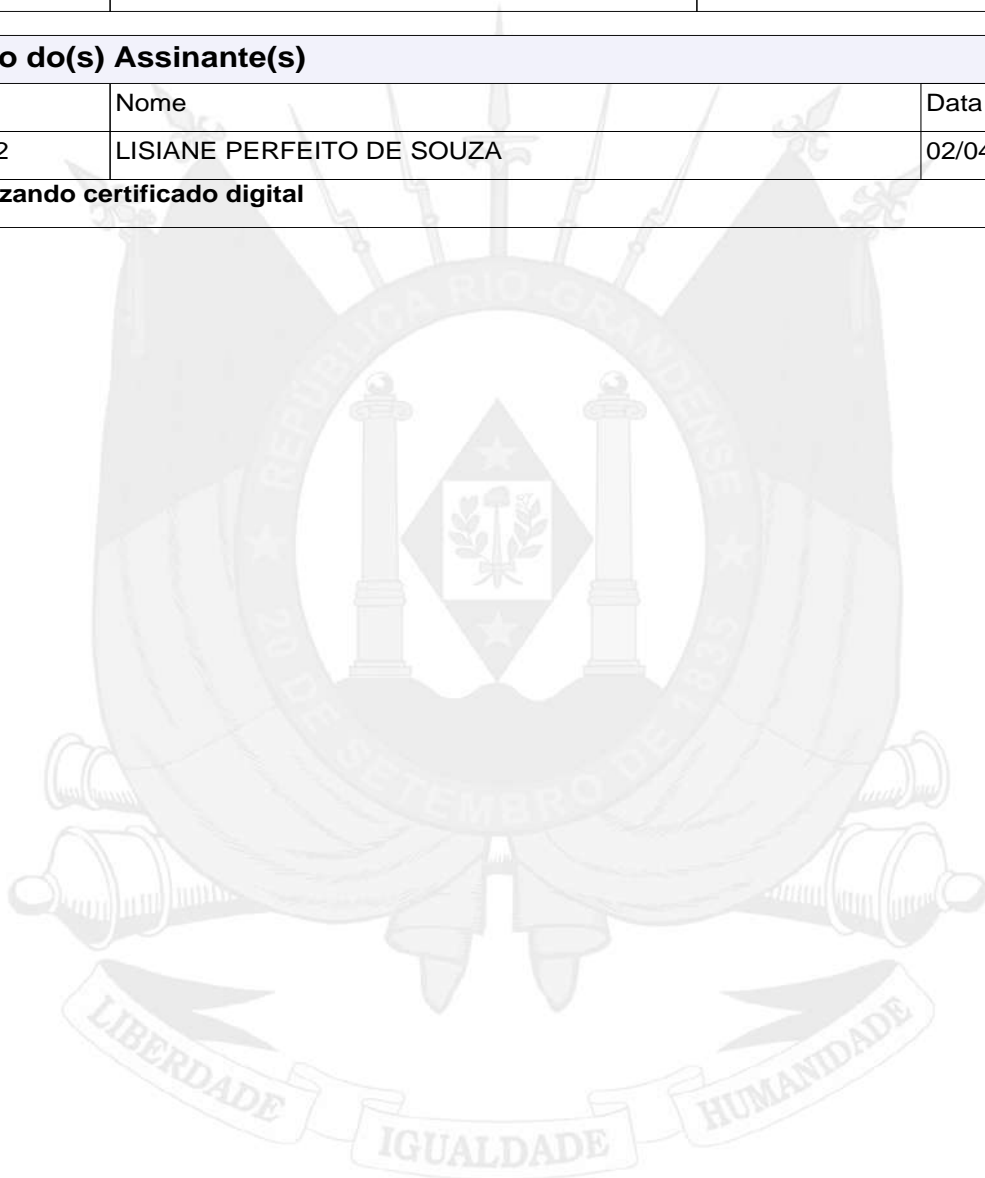 o do(s) Assinante(s)
Nome Data
2 LISIANE PERFEITO DE SOUZA 02/04
zando certificado digital
REPÚBLICA RIO-GRANDENSE
20 DE SETEMBRO DE 1835
LIBERDADE IGUALDADE HUMANIDADE